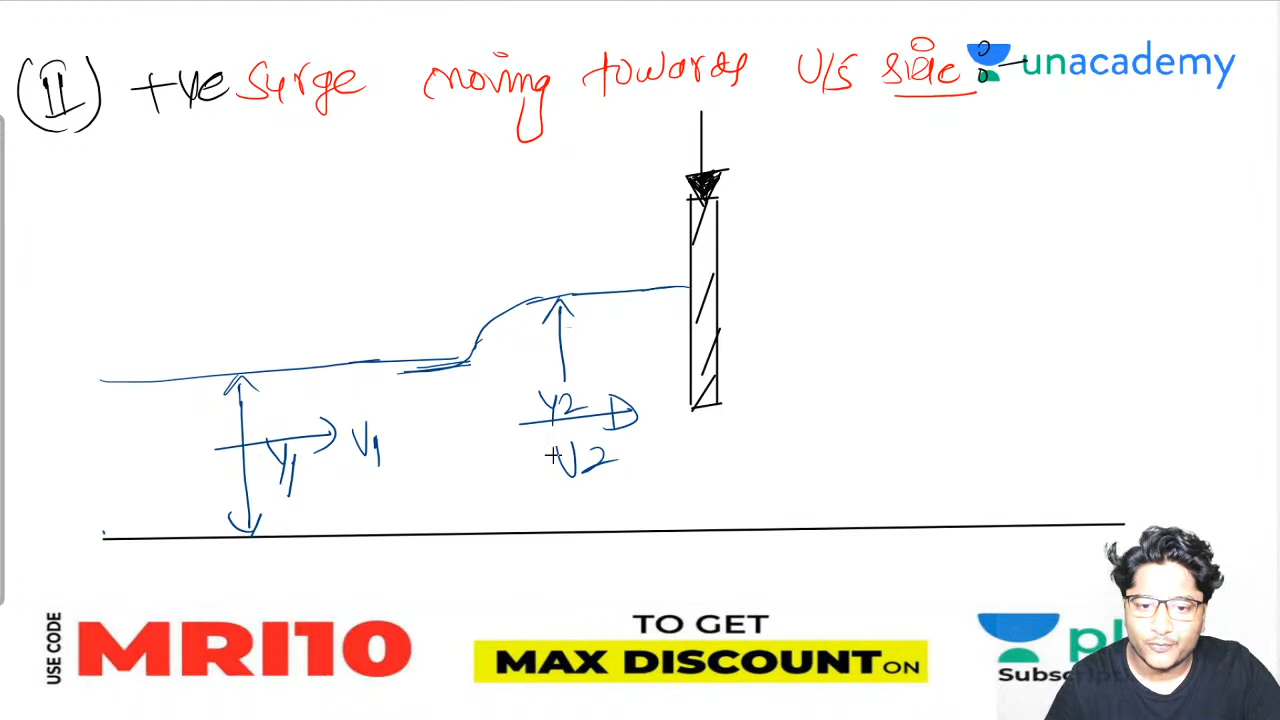 (II) +ve Surge moving towards U/S side :-
unacademy
Y2
V1
Y1
+V2
USE CODE
MRI10
TO GET
MAX DISCOUNT ON
Subscri